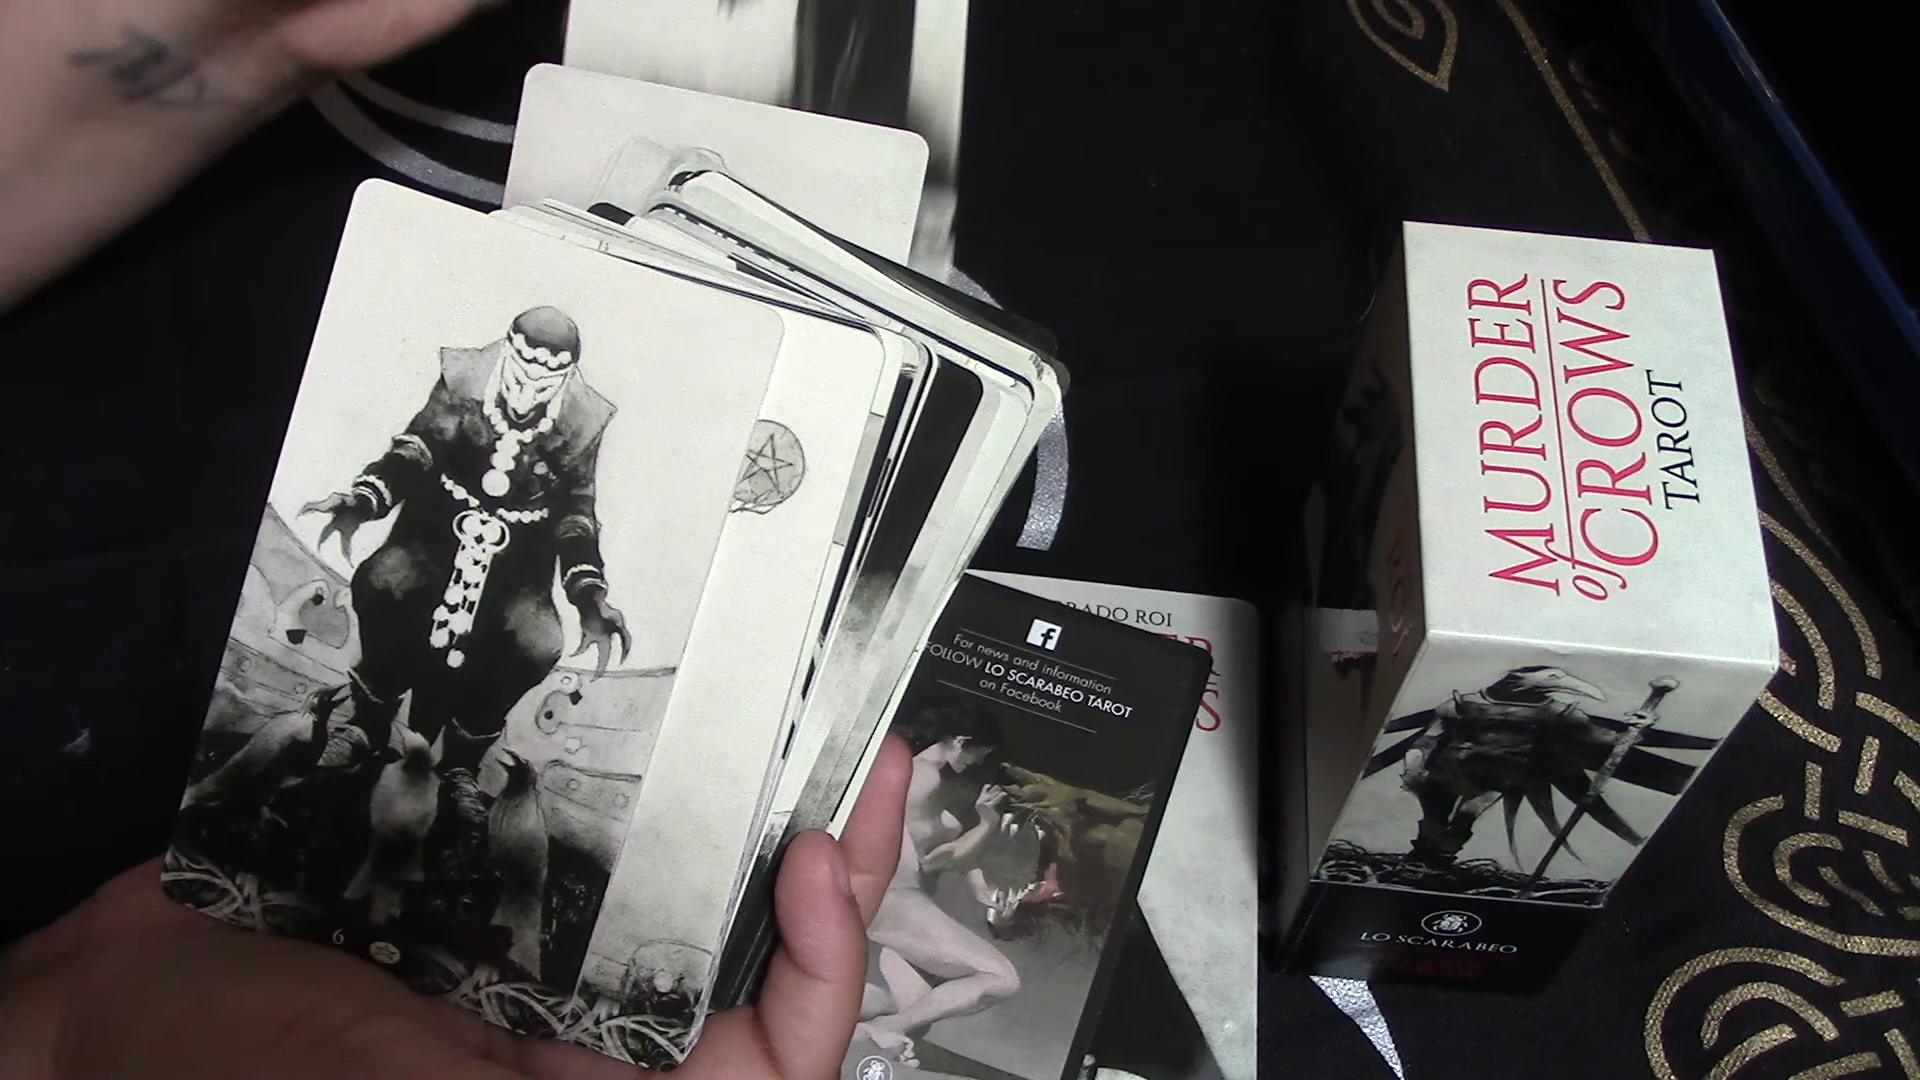 MURDER
of CROWS
TAROT
RADO ROI
For news and information
FOLLOW LO SCARABEO TAROT
on Facebook
LO SCARABEO
6